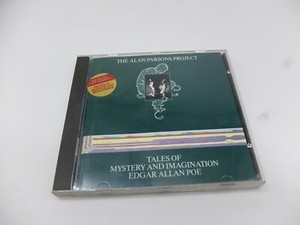 THE ALAN PARSONS PROJECT
TALES OF
MYSTERY AND IMAGINATION
EDGAR ALLAN POE